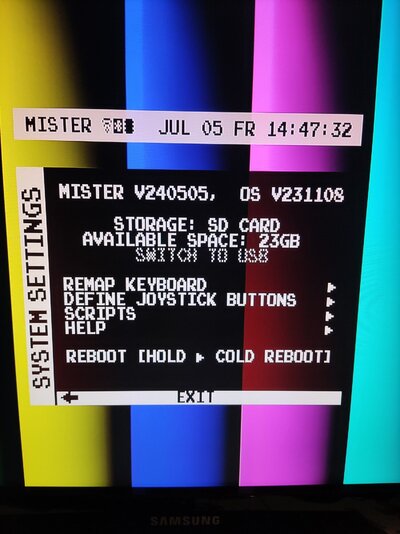 MISTER JUL 05 FR 14:47:32
SYSTEM SETTINGS
MISTER V240505, OS V231108
STORAGE: SD CARD
AVAILABLE SPACE: 23GB
SWITCH TO USB
REMAP KEYBOARD
DEFINE JOYSTICK BUTTONS
SCRIPTS
HELP
REBOOT [HOLD ▸ COLD REBOOT]
EXIT
SAMSUNG